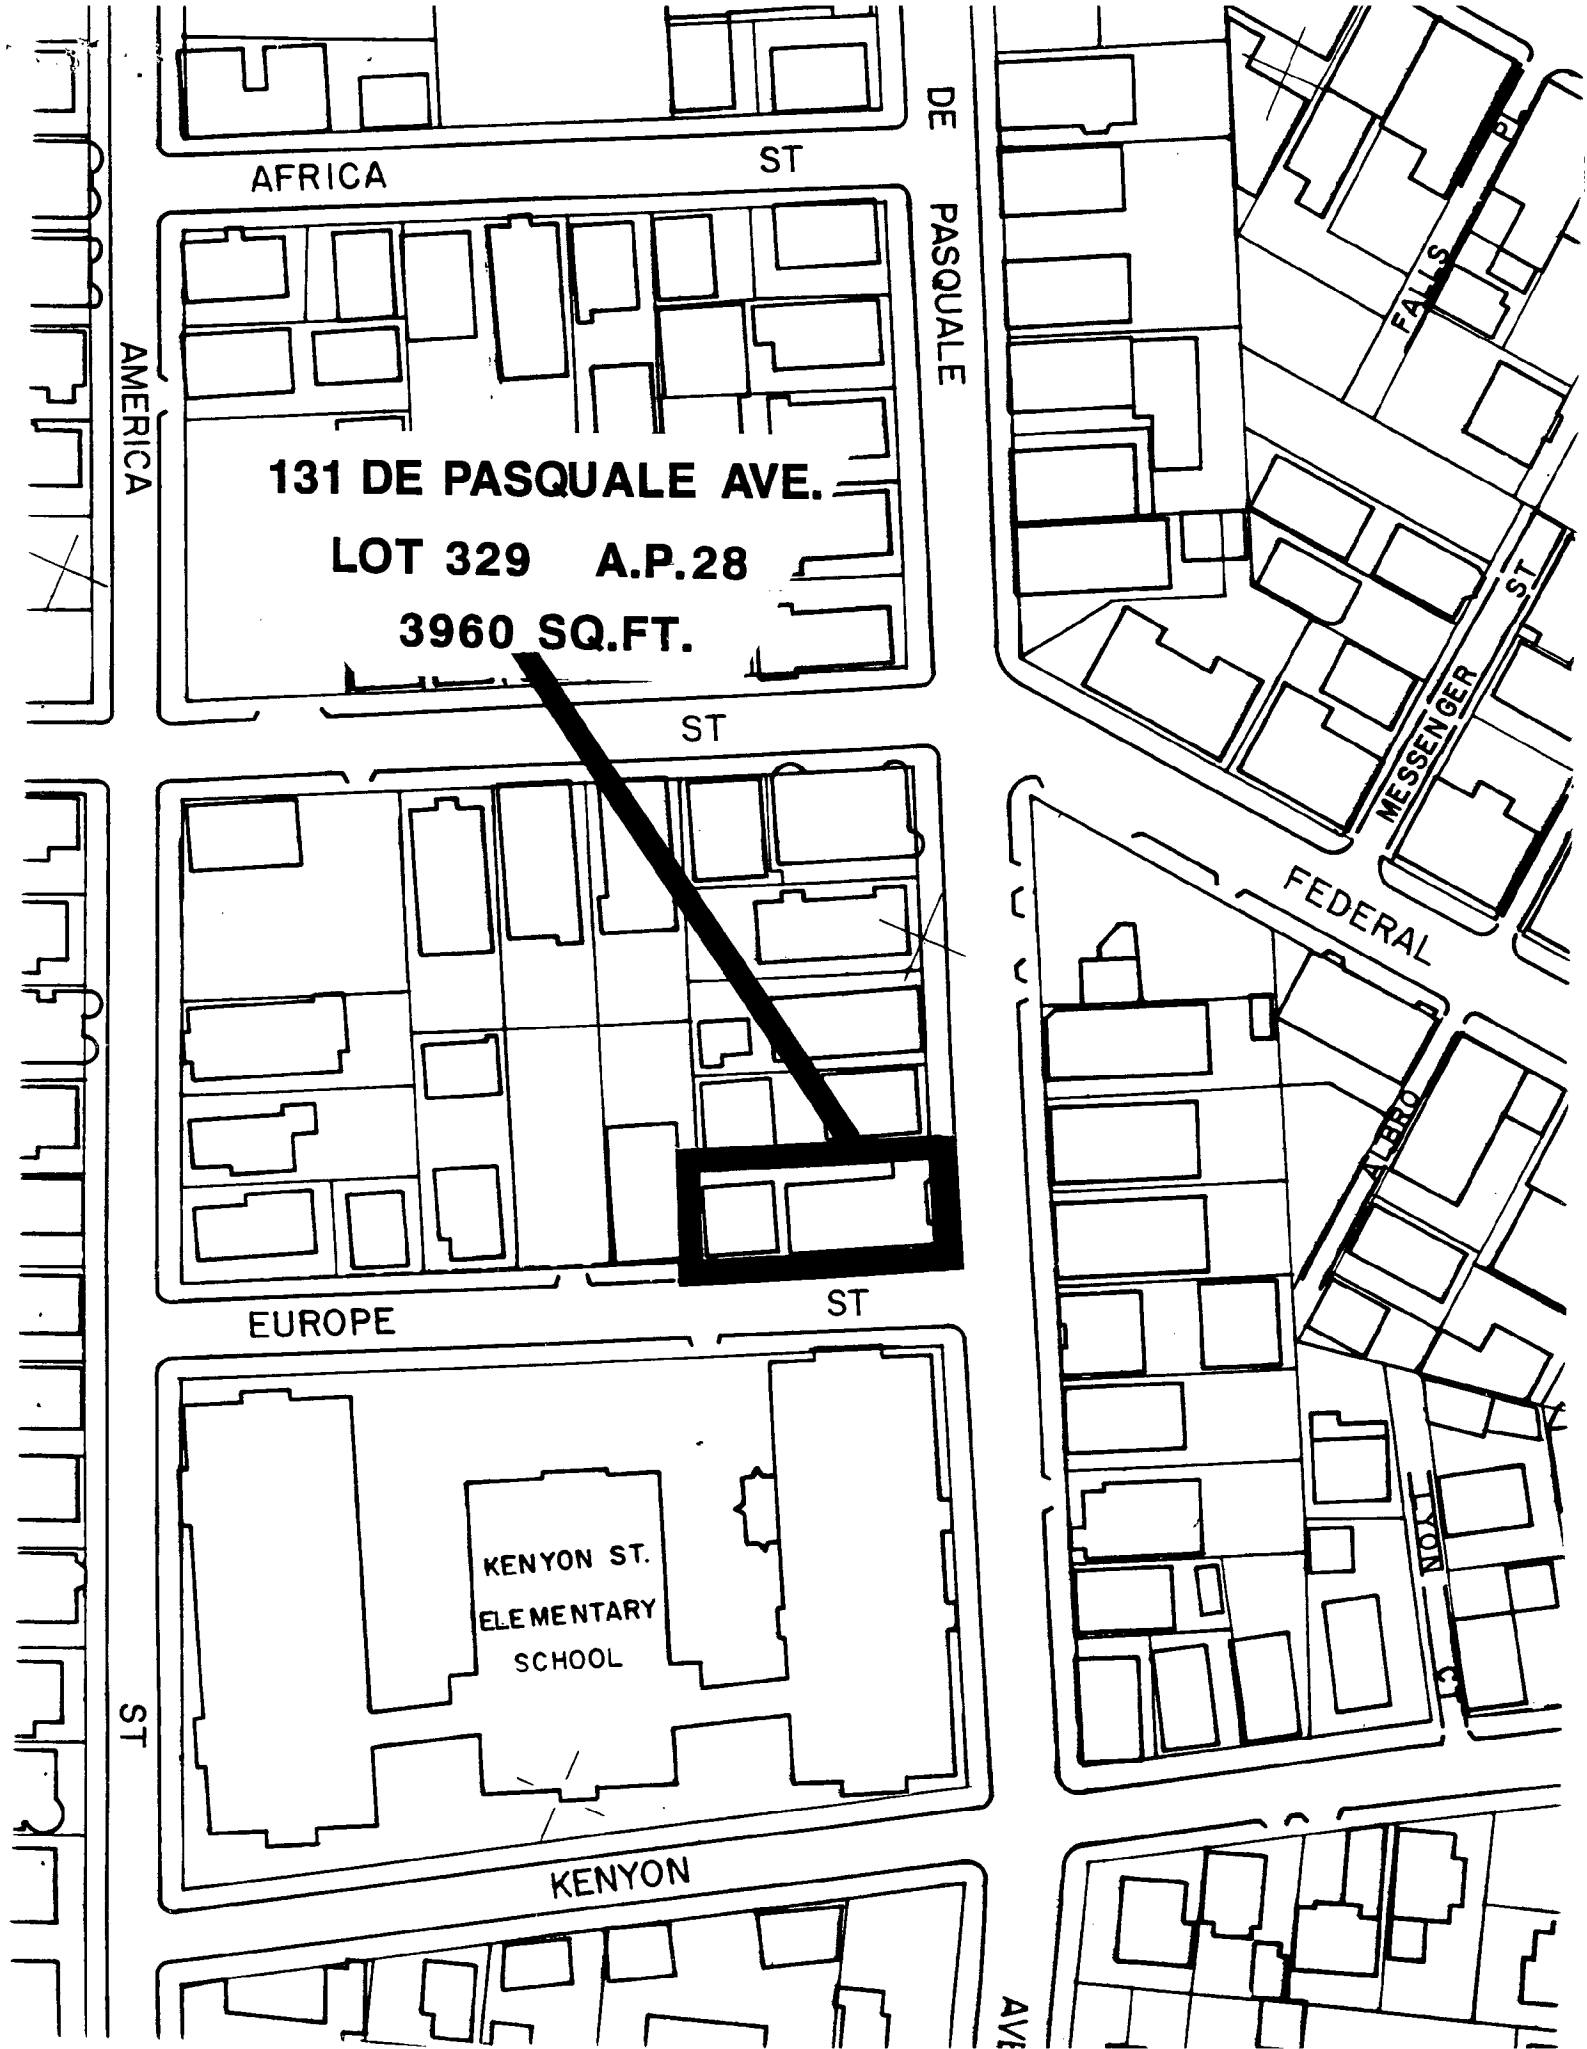 DE
PL
AFRICA
ST
PASQUALE
FALLS
AMERICA
131 DE PASQUALE AVE.
LOT 329 A.P.28
3960 SQ.FT.
ST
MESSENGER ST
FEDERAL
ALBRO
EUROPE
ST
LYON
KENYON ST.
ELEMENTARY
SCHOOL
ST
KENYON
AVE